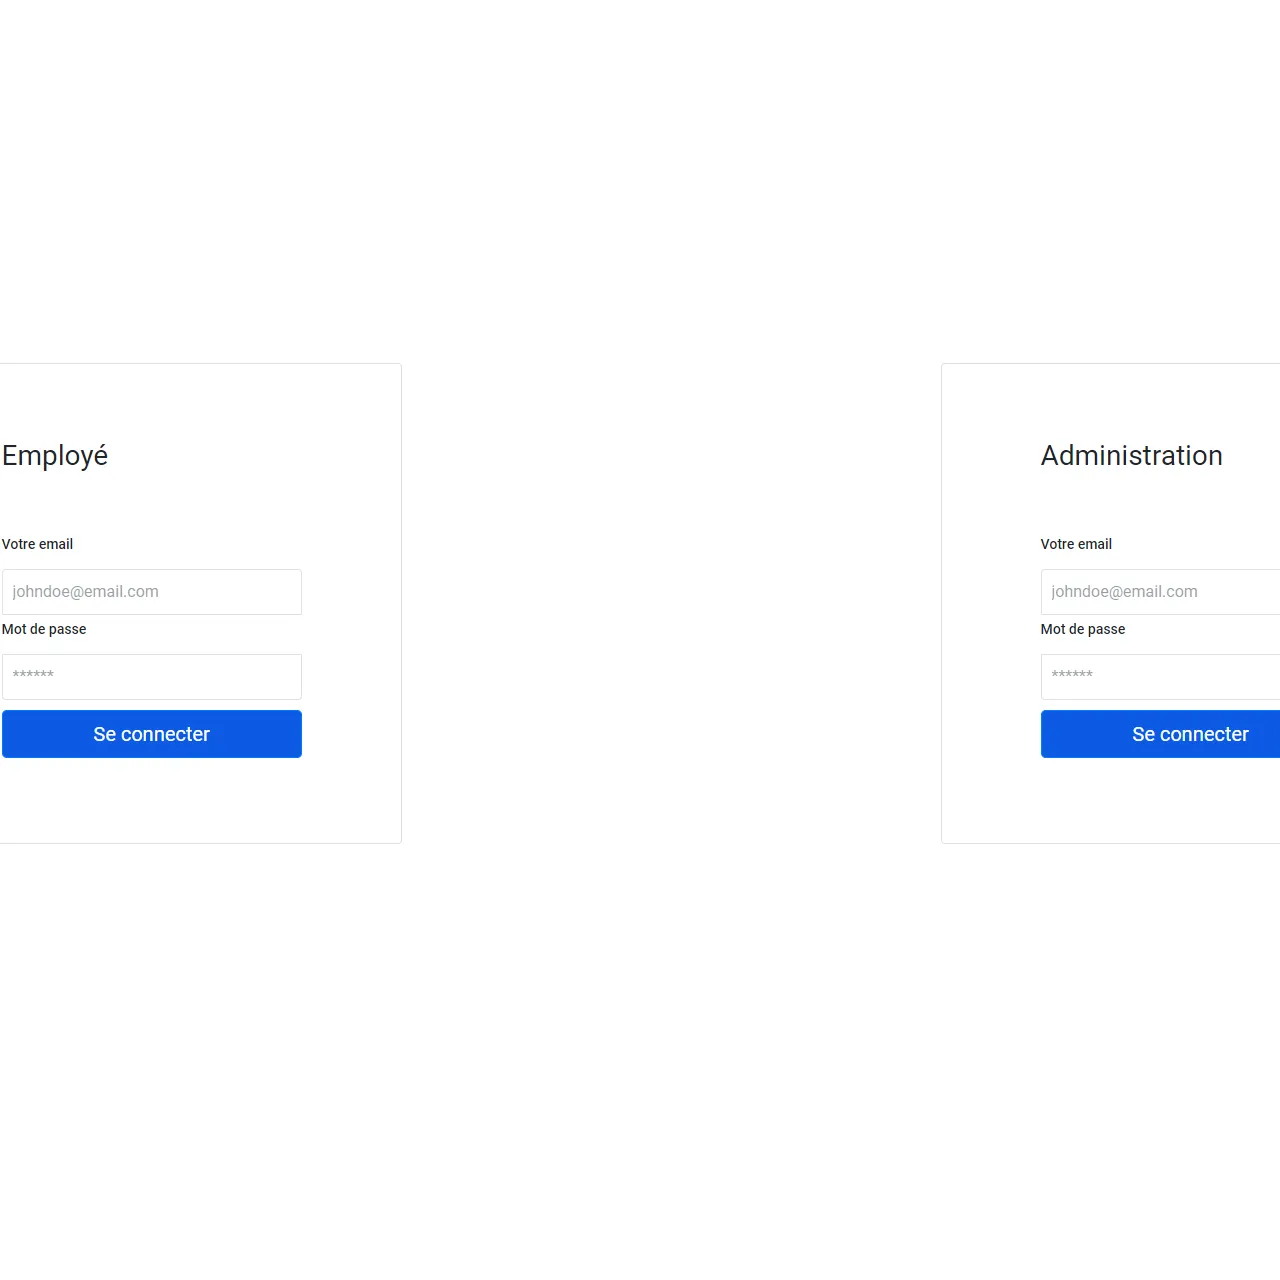 Employé
Votre email
johndoe@email.com
Mot de passe
******
Se connecter
Administration
Votre email
johndoe@email.com
Mot de passe
******
Se connecter